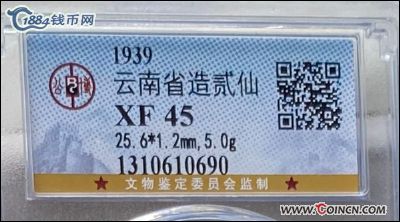 1884钱币网
1939
云南省造贰仙
XF 45
25.6*1.2mm,5.0g
1310610690
★ 文物鉴定委员会监制 ★
WWW.COINCN.COM